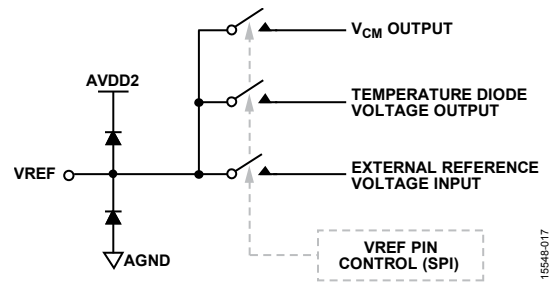 V_CM OUTPUT
AVDD2
TEMPERATURE DIODE
VOLTAGE OUTPUT
VREF
EXTERNAL REFERENCE
VOLTAGE INPUT
AGND
VREF PIN
CONTROL (SPI)
15548-017